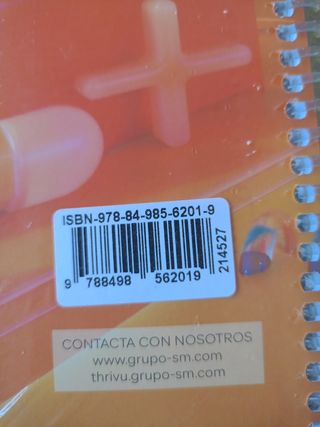 ISBN-978-84-985-6201-9
9 788498 562019
214527
CONTACTA CON NOSOTROS
www.grupo-sm.com
thrivu.grupo-sm.com